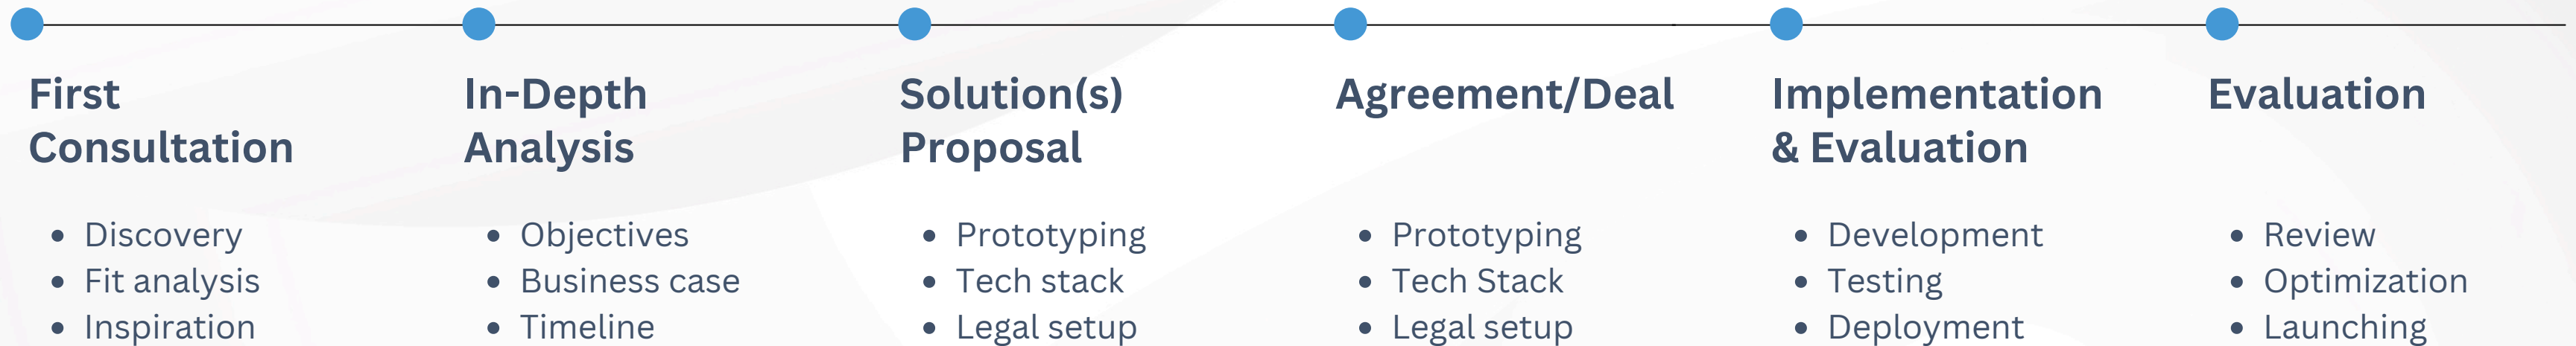 First
Consultation
• Discovery
• Fit analysis
• Inspiration
In-Depth
Analysis
• Objectives
• Business case
• Timeline
Solution(s)
Proposal
• Prototyping
• Tech stack
• Legal setup
Agreement/Deal
• Prototyping
• Tech Stack
• Legal setup
Implementation
& Evaluation
• Development
• Testing
• Deployment
Evaluation
• Review
• Optimization
• Launching